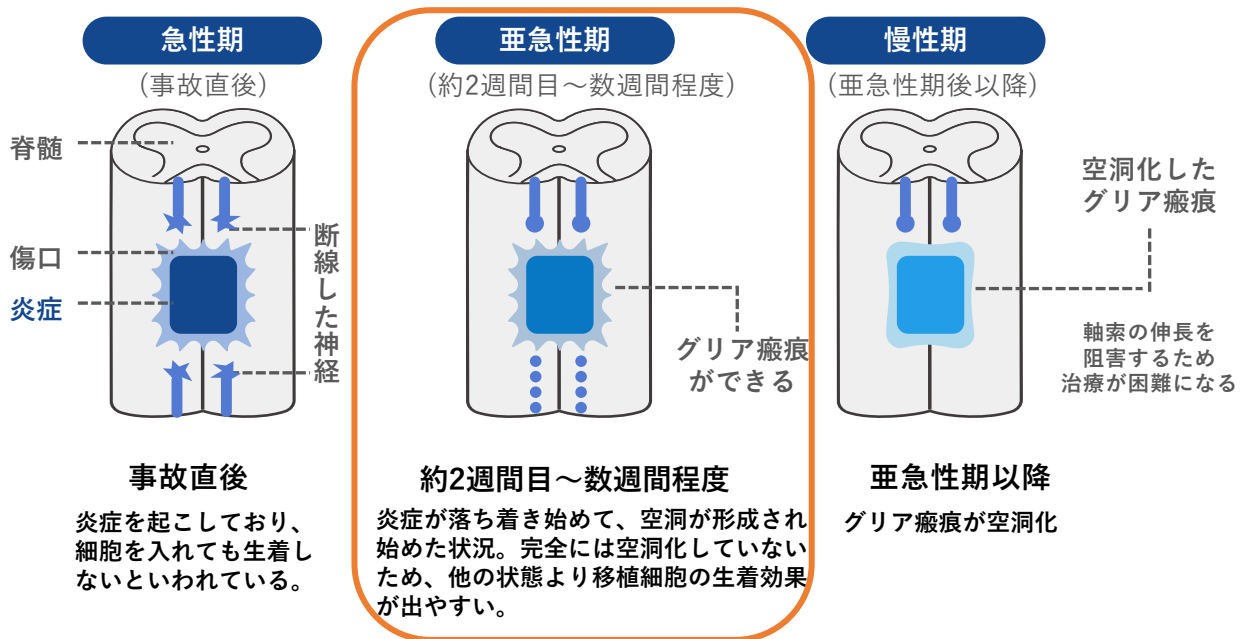 急性期
(事故直後)
脊髄
傷口
炎症
断線した神経
事故直後
炎症を起こしており、
細胞を入れても生着し
ないといわれている。
亜急性期
(約2週間目～数週間程度)
グリア瘢痕
ができる
約2週間目～数週間程度
炎症が落ち着き始めて、空洞が形成され
始めた状況。完全には空洞化していない
ため、他の状態より移植細胞の生着効果
が出やすい。
慢性期
(亜急性期後以降)
空洞化した
グリア瘢痕
軸索の伸長を
阻害するため
治療が困難になる
亜急性期以降
グリア瘢痕が空洞化